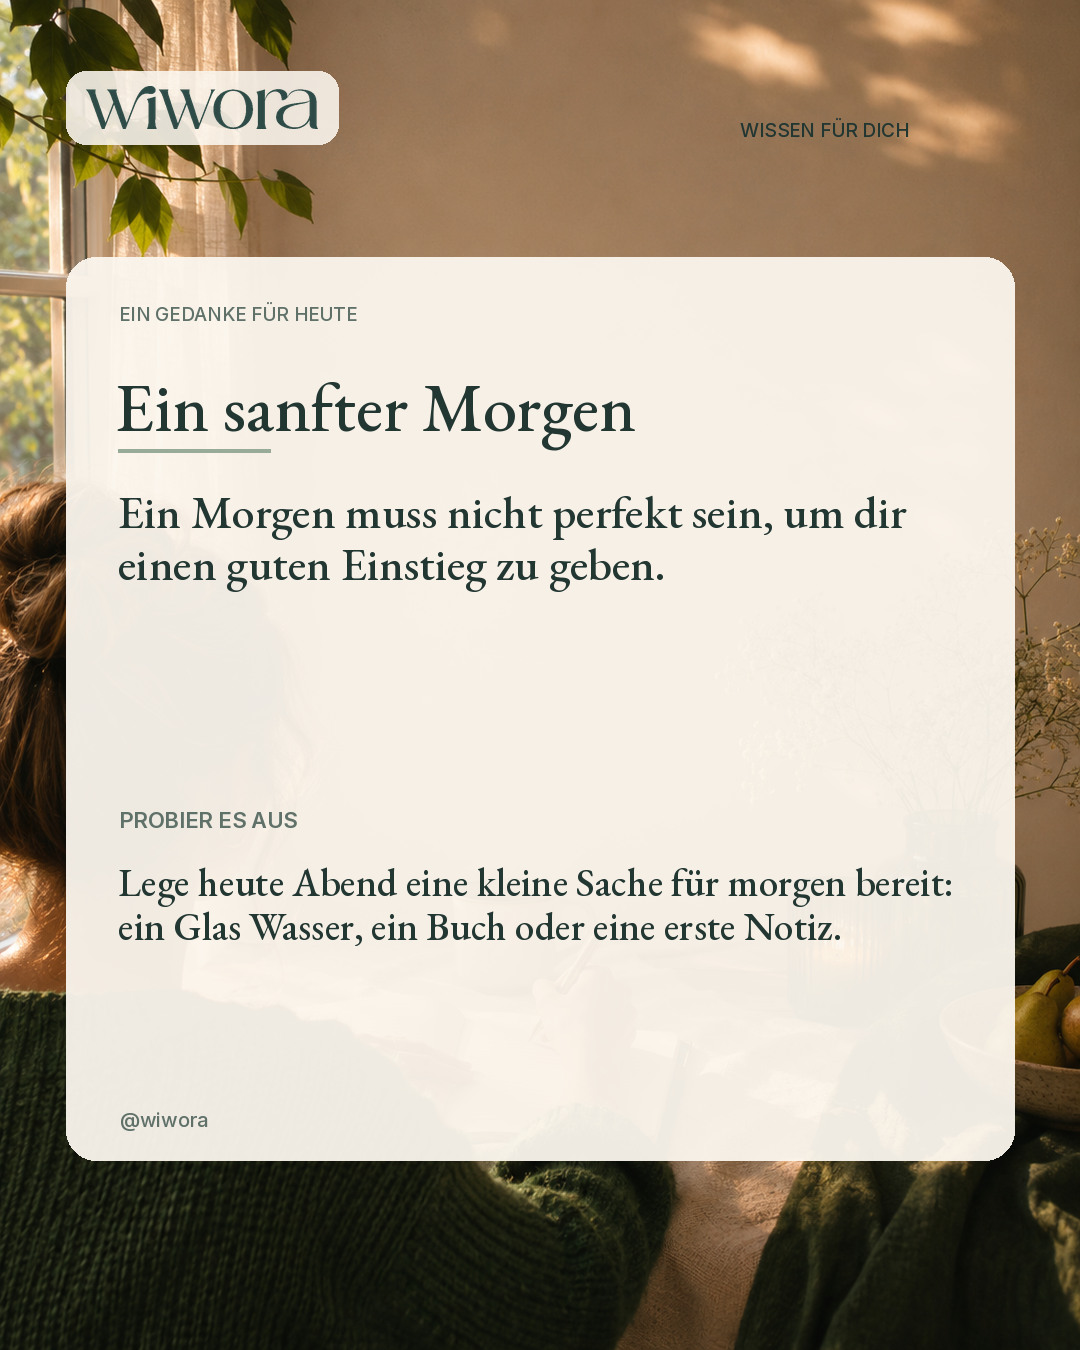 wiwora
WISSEN FÜR DICH
EIN GEDANKE FÜR HEUTE
Ein sanfter Morgen
Ein Morgen muss nicht perfekt sein, um dir
einen guten Einstieg zu geben.
PROBIER ES AUS
Lege heute Abend eine kleine Sache für morgen bereit:
ein Glas Wasser, ein Buch oder eine erste Notiz.
@wiwora